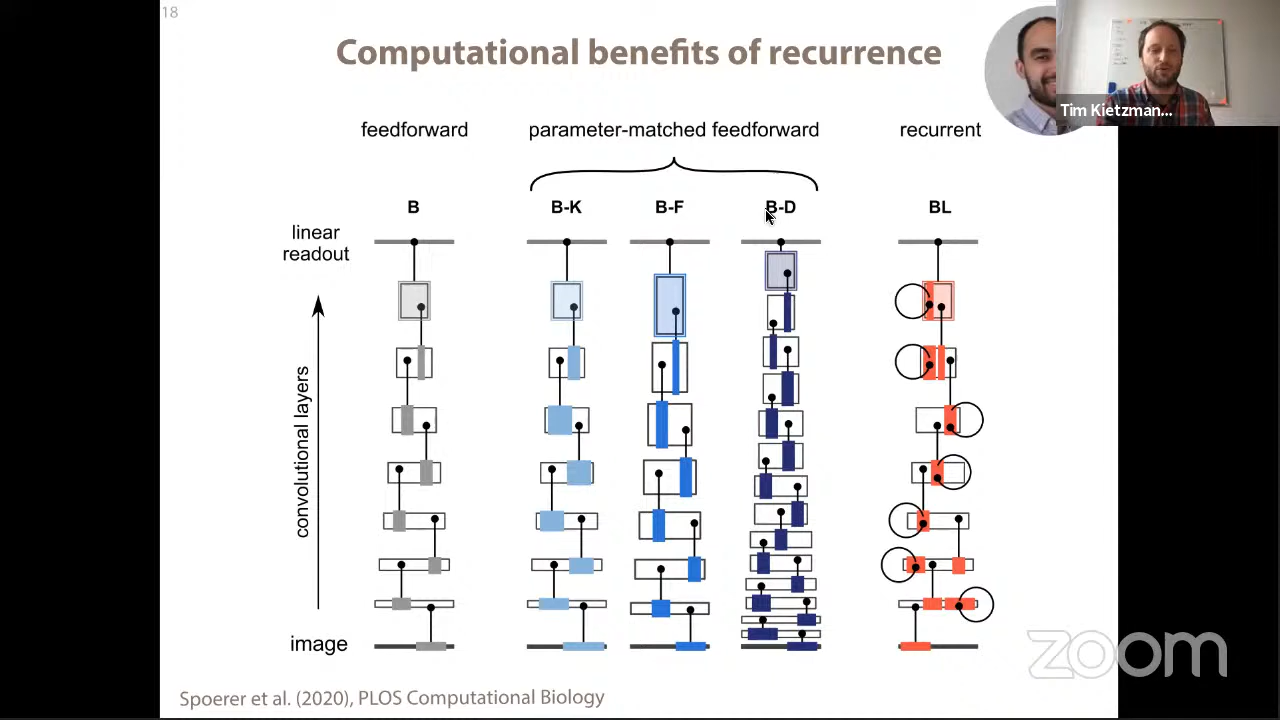 18
Computational benefits of recurrence
Tim Kietzman...
feedforward
parameter-matched feedforward
recurrent
B
B-K
B-F
B-D
BL
linear
readout
convolutional layers
image
zoom
Spoerer et al. (2020), PLOS Computational Biology